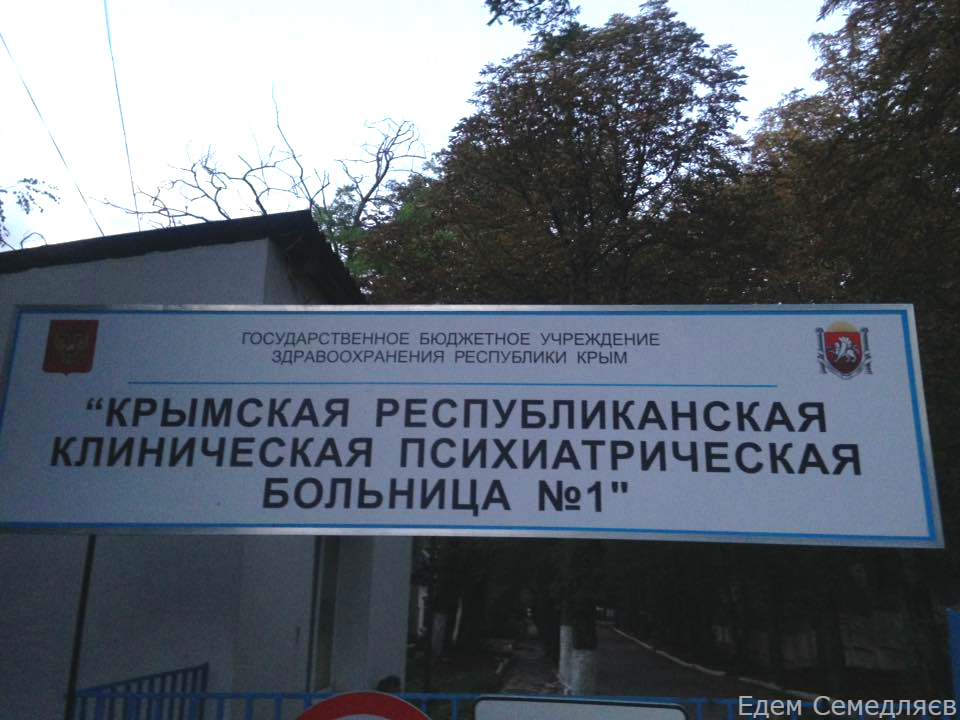 ГОСУДАРСТВЕННОЕ БЮДЖЕТНОЕ УЧРЕЖДЕНИЕ
ЗДРАВООХРАНЕНИЯ РЕСПУБЛИКИ КРЫМ
“КРЫМСКАЯ РЕСПУБЛИКАНСКАЯ
КЛИНИЧЕСКАЯ ПСИХИАТРИЧЕСКАЯ
БОЛЬНИЦА №1"
Едем Семедляєв